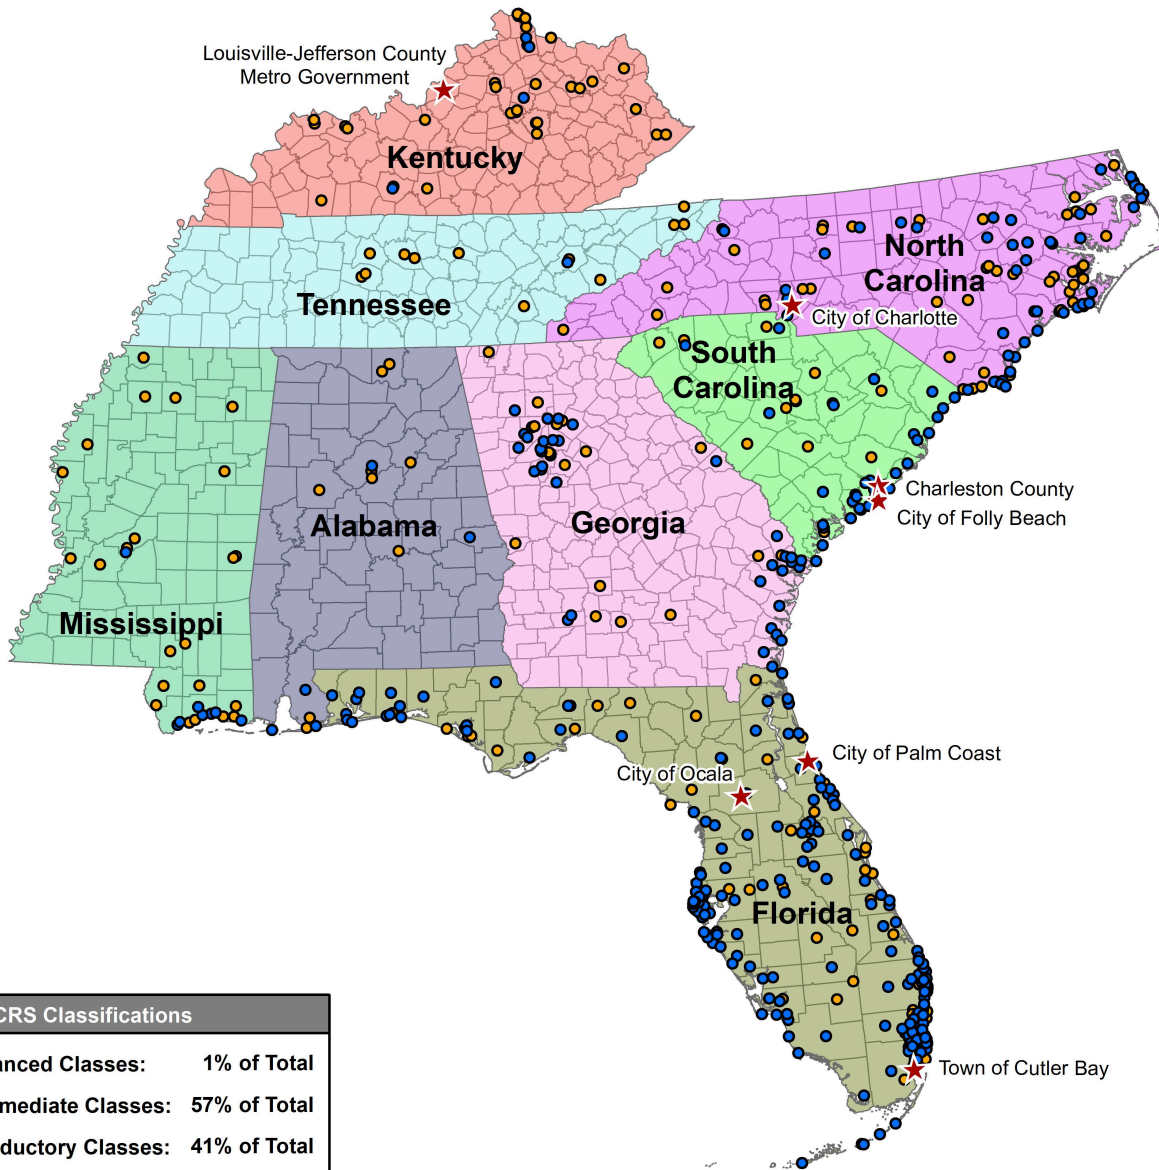 Louisville-Jefferson County
Metro Government
Kentucky
North
Carolina
Tennessee
City of Charlotte
South
Carolina
Charleston County
City of Folly Beach
Alabama
Georgia
Mississippi
City of Palm Coast
City of Ocala
Florida
CRS Classifications
anced Classes: 1% of Total
mediate Classes: 57% of Total
ductory Classes: 41% of Total
Town of Cutler Bay